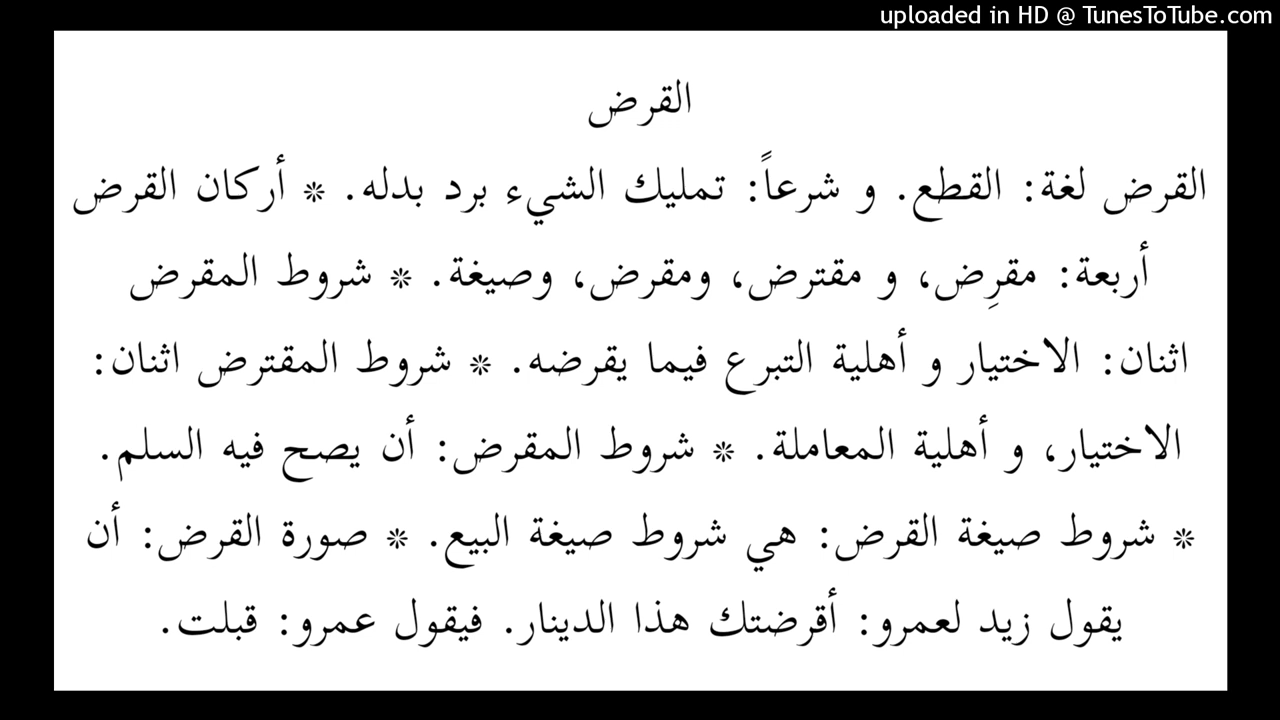 uploaded in HD @ TunesToTube.com
القرض
القرض لغة: القطع. و شرعاً: تمليك الشيء برد بدله. * أركان القرض
أربعة: مقرِض، و مقترض، ومقرض، وصيغة. * شروط المقرض
اثنان: الاختيار و أهلية التبرع فيما يقرضه. * شروط المقترض اثنان:
الاختيار، و أهلية المعاملة. * شروط المقرض: أن يصح فيه السلم.
* شروط صيغة القرض: هي شروط صيغة البيع. * صورة القرض: أن
يقول زيد لعمرو: أقرضتك هذا الدينار. فيقول عمرو: قبلت.